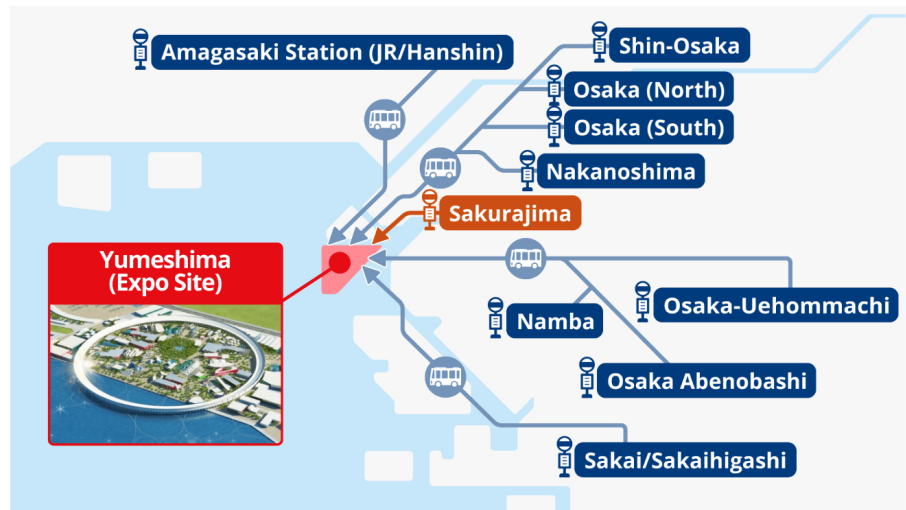 Amagasaki Station (JR/Hanshin)
Shin-Osaka
Osaka (North)
Osaka (South)
Nakanoshima
Sakurajima
Yumeshima
(Expo Site)
Osaka-Uehommachi
Namba
Osaka Abenobashi
Sakai/Sakaihigashi